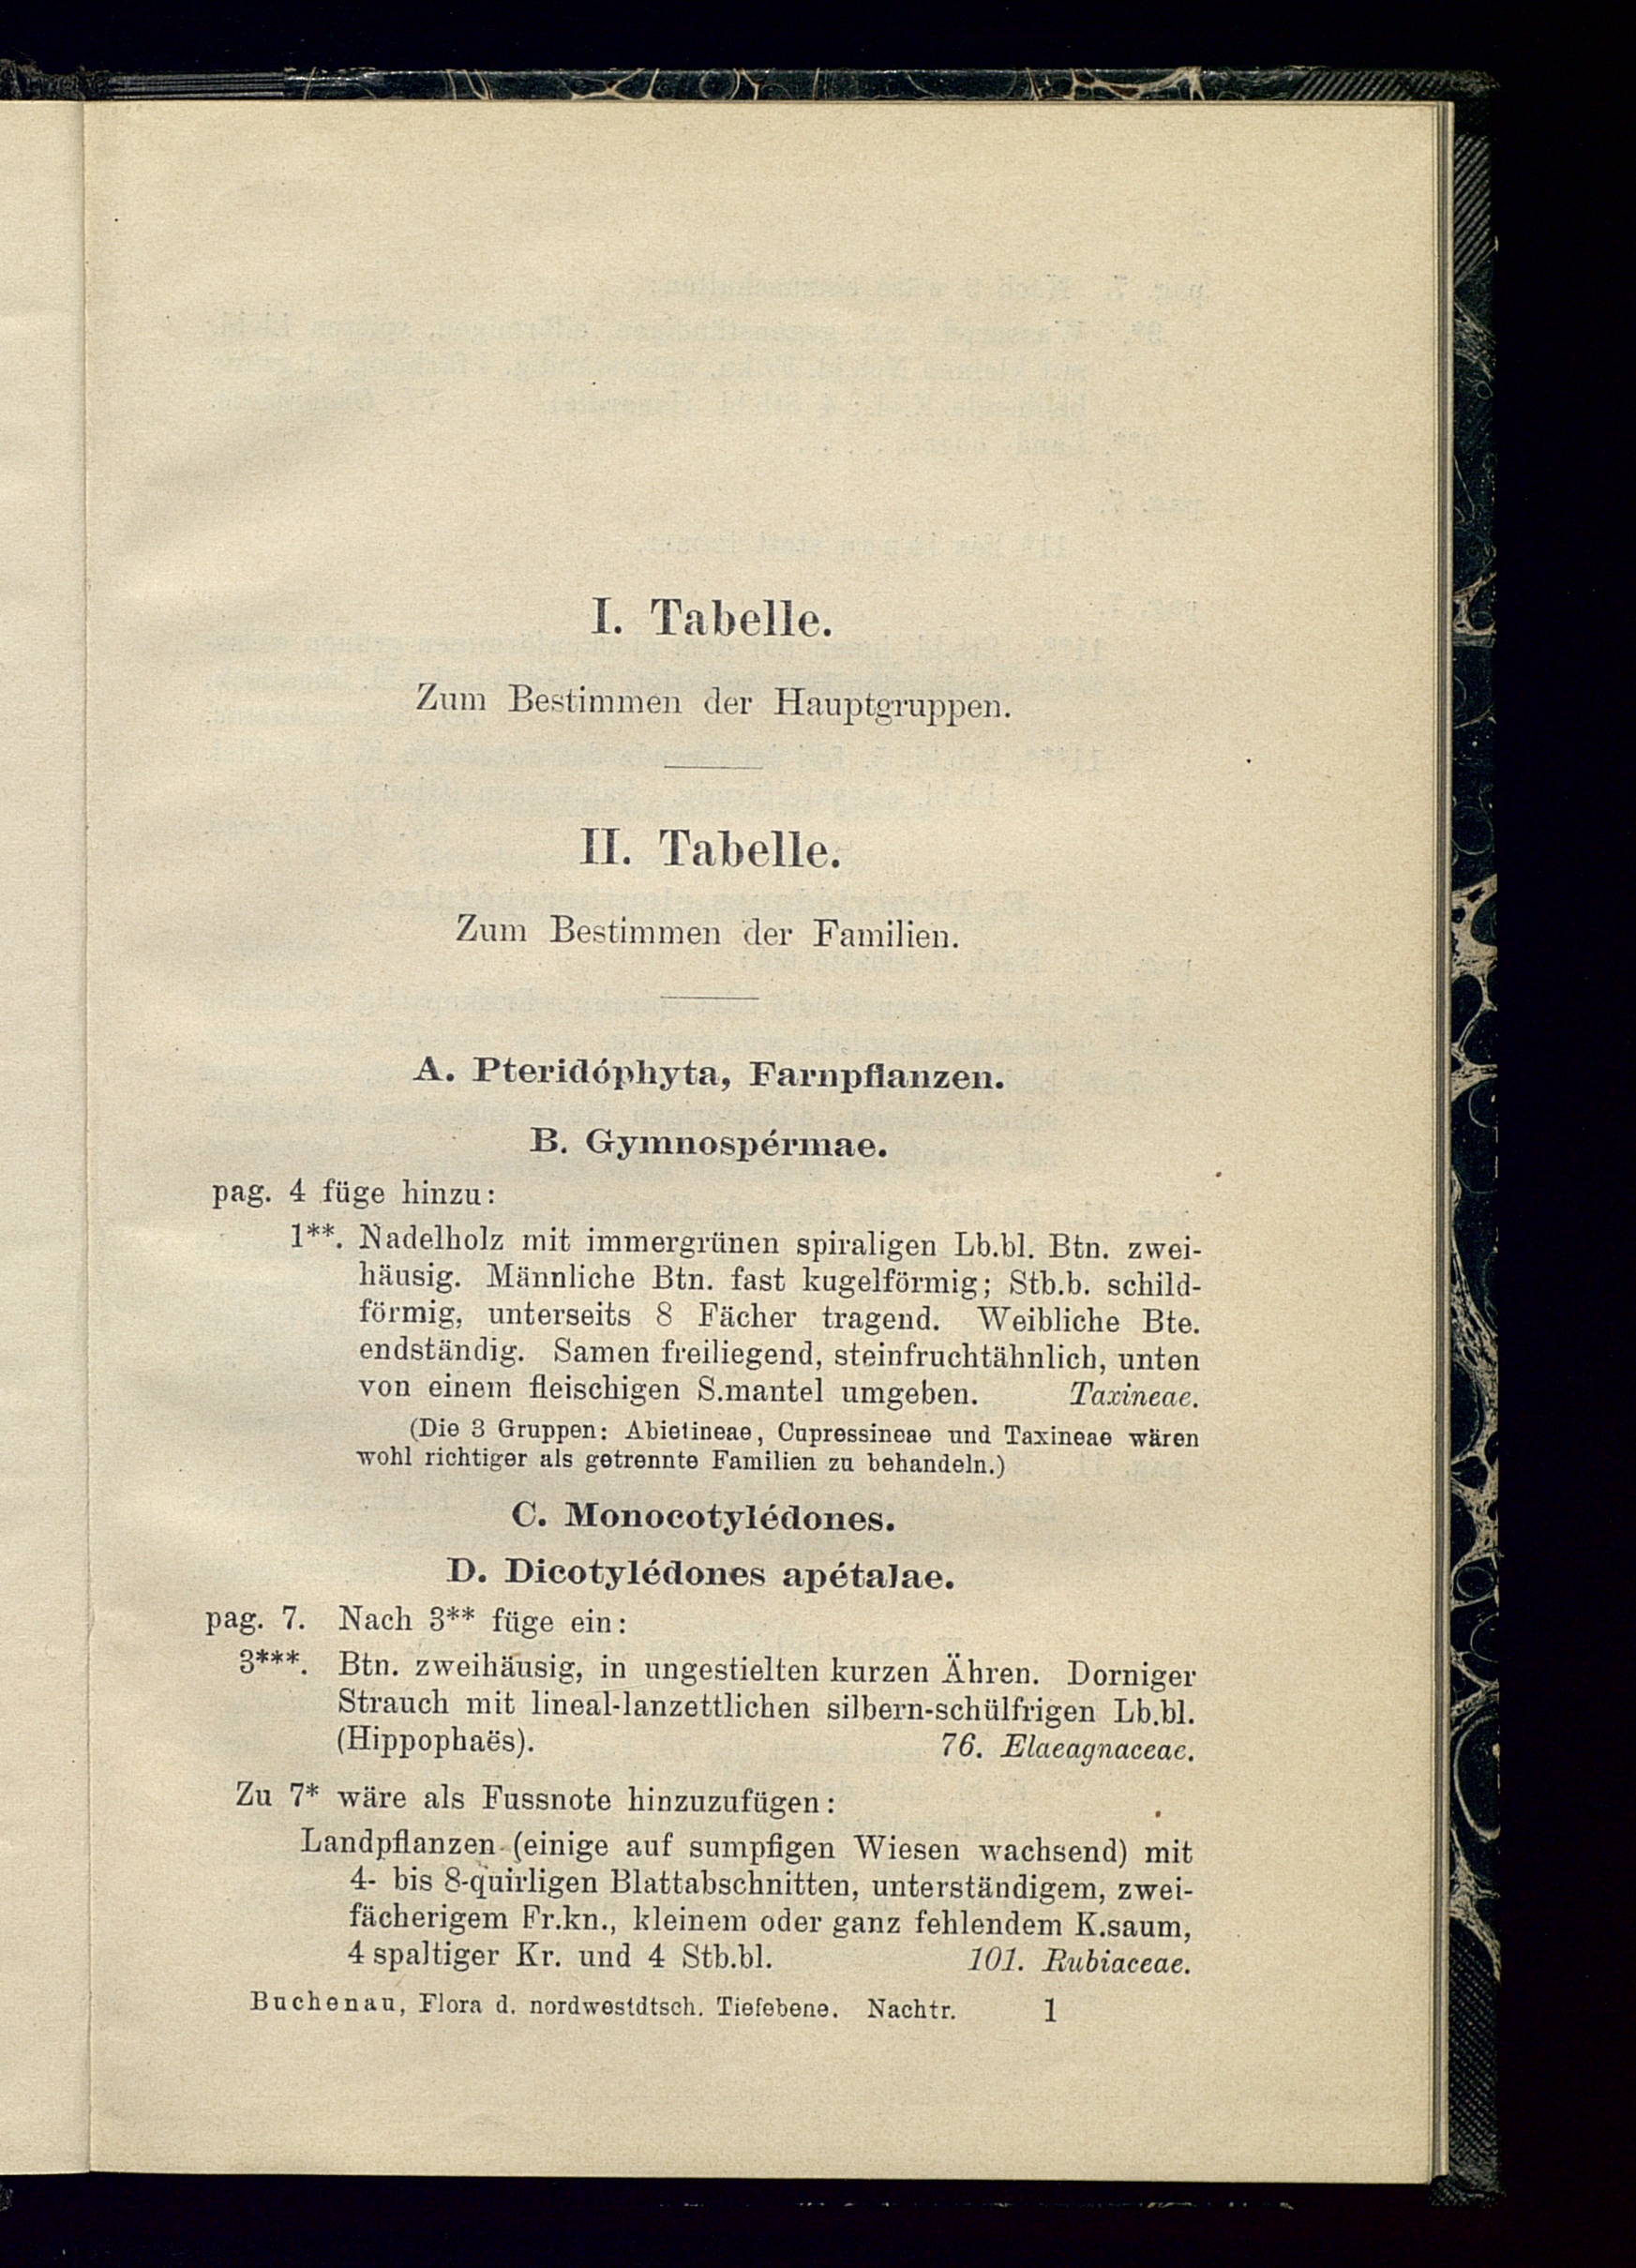 I. Tabelle.
Zum Bestimmen der Hauptgruppen.
II. Tabelle.
Zum Bestimmen der Familien.
A. Pteridóphyta, Farnpflanzen.
B. Gymnospérmae.
pag. 4 füge hinzu:
1**. Nadelholz mit immergrünen spiraligen Lb.bl. Btn. zwei-
häusig. Männliche Btn. fast kugelförmig; Stb.b. schild-
förmig, unterseits 8 Fächer tragend. Weibliche Bte.
endständig. Samen freiliegend, steinfruchtähnlich, unten
von einem fleischigen S.mantel umgeben. Taxineae.
(Die 3 Gruppen: Abietineae, Cupressineae und Taxineae wären
wohl richtiger als getrennte Familien zu behandeln.)
C. Monocotylédones.
D. Dicotylédones apétalae.
pag. 7. Nach 3** füge ein:
3***. Btn. zweihäusig, in ungestielten kurzen Ähren. Dorniger
Strauch mit lineal-lanzettlichen silbern-schülfrigen Lb.bl.
(Hippophaës). 76. Elaeagnaceae.
Zu 7* wäre als Fussnote hinzuzufügen:
Landpflanzen (einige auf sumpfigen Wiesen wachsend) mit
4- bis 8-quirligen Blattabschnitten, unterständigem, zwei-
fächerigem Fr.kn., kleinem oder ganz fehlendem K.saum,
4 spaltiger Kr. und 4 Stb.bl. 101. Rubiaceae.
Buchenau, Flora d. nordwestdtsch. Tiefebene. Nachtr. 1